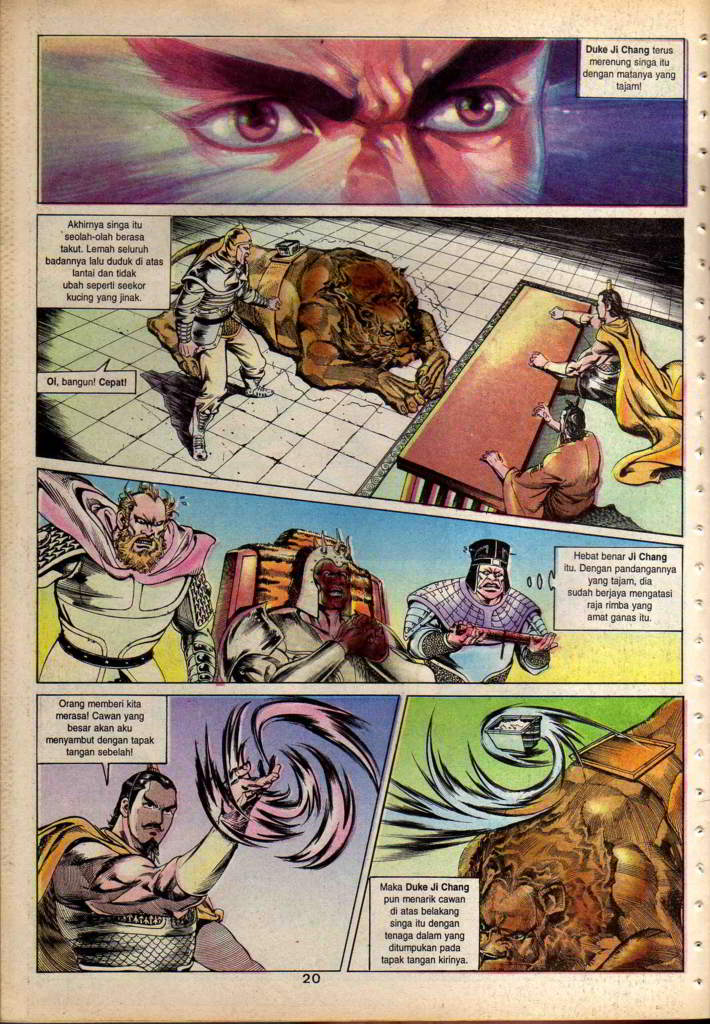 Duke Ji Chang terus
merenung singa itu
dengan matanya yang
tajam!
Akhirnya singa itu
seolah-olah berasa
takut. Lemah seluruh
badannya lalu duduk di atas
lantai dan tidak
ubah seperti seekor
kucing yang jinak.
OI, bangun! Cepat!
Hebat benar Ji Chang
itu. Dengan pandangannya
yang tajam, dia
sudah berjaya mengatasi
raja rimba yang
amat ganas itu.
Orang memberi kita
merasa! Cawan yang
besar akan aku
menyambut dengan tapak
tangan sebelah!
Maka Duke Ji Chang
pun menarik cawan
di atas belakang
singa itu dengan
tenaga dalam yang
ditumpukan pada
tapak tangan kirinya.
20